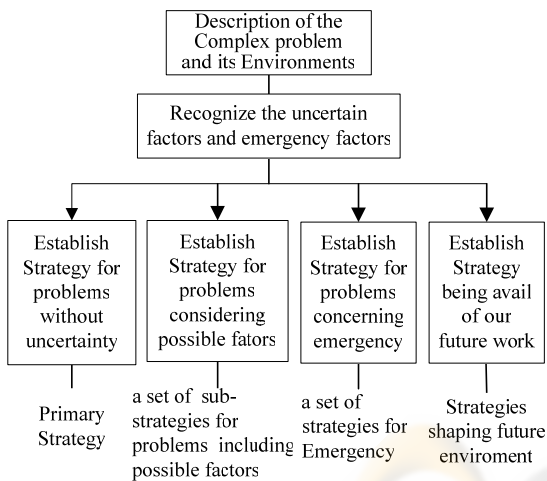 Description of the
Complex problem
and its Environments
Recognize the uncertain
factors and emergency factors
Establish
Strategy for
problems
without
uncertainty
Establish
Strategy for
problems
considering
possible fators
Establish
Strategy for
problems
concerning
emergency
Establish
Strategy
being avail
of our
future work
Primary
Strategy
a set of sub-
strategies for
problems including
possible factors
a set of
strategies for
Emergency
Strategies
shaping future
enviroment